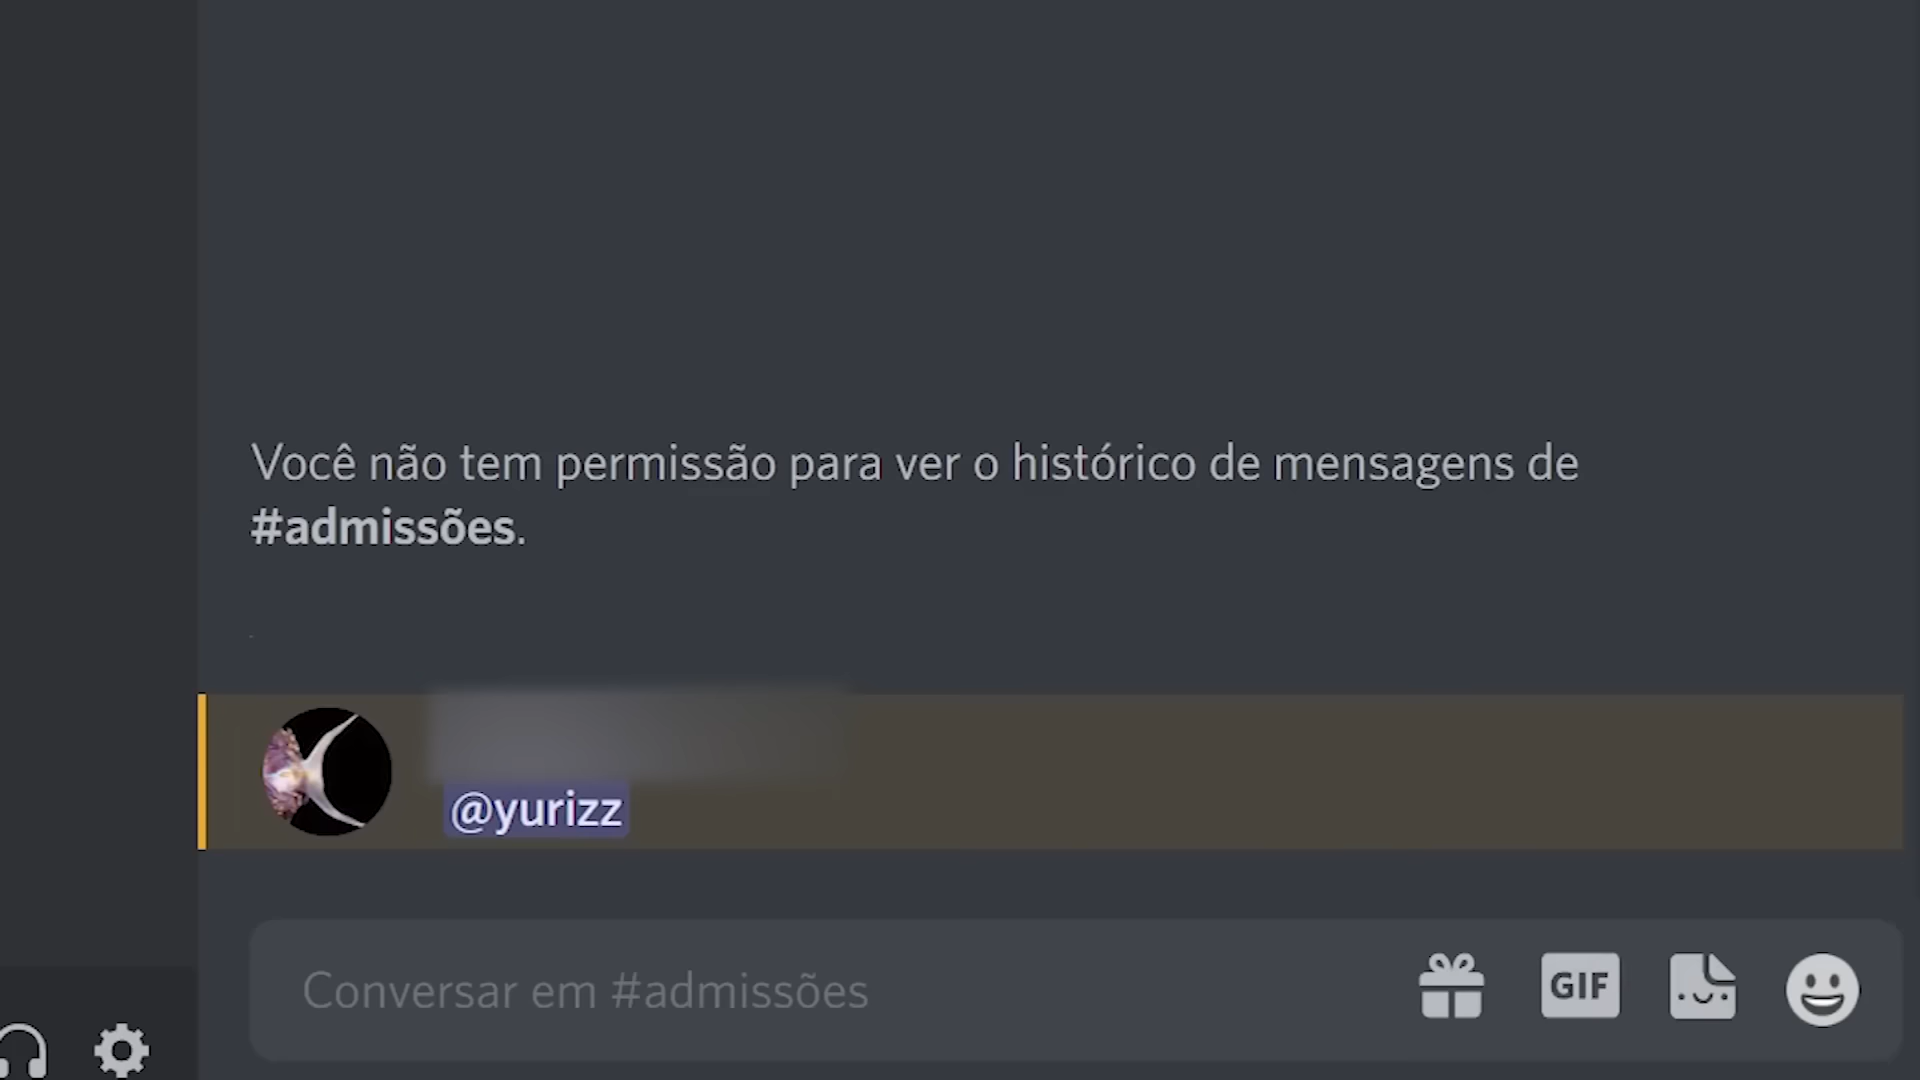 Você não tem permissão para ver o histórico de mensagens de
#admissões.
@yurizz
Conversar em #admissões
GIF